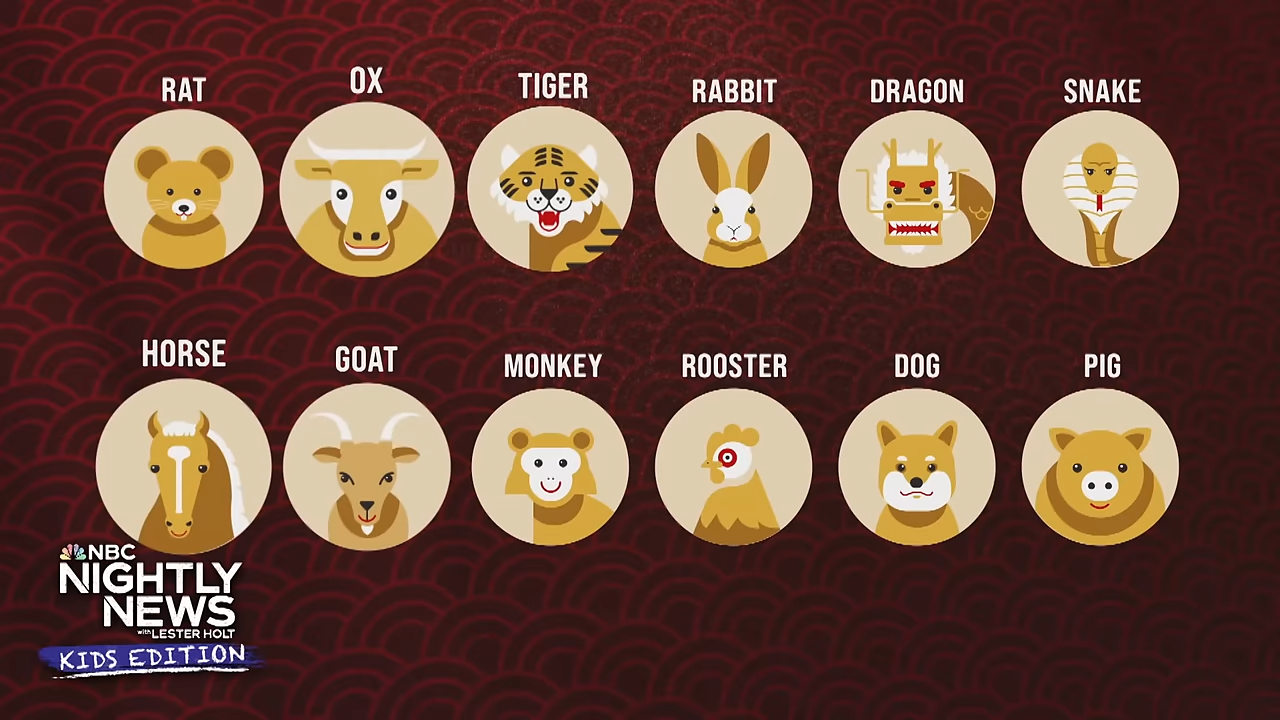 RAT
OX
TIGER
RABBIT
DRAGON
SNAKE
HORSE
GOAT
MONKEY
ROOSTER
DOG
PIG
NBC
NIGHTLY
NEWS
with LESTER HOLT
KIDS EDITION